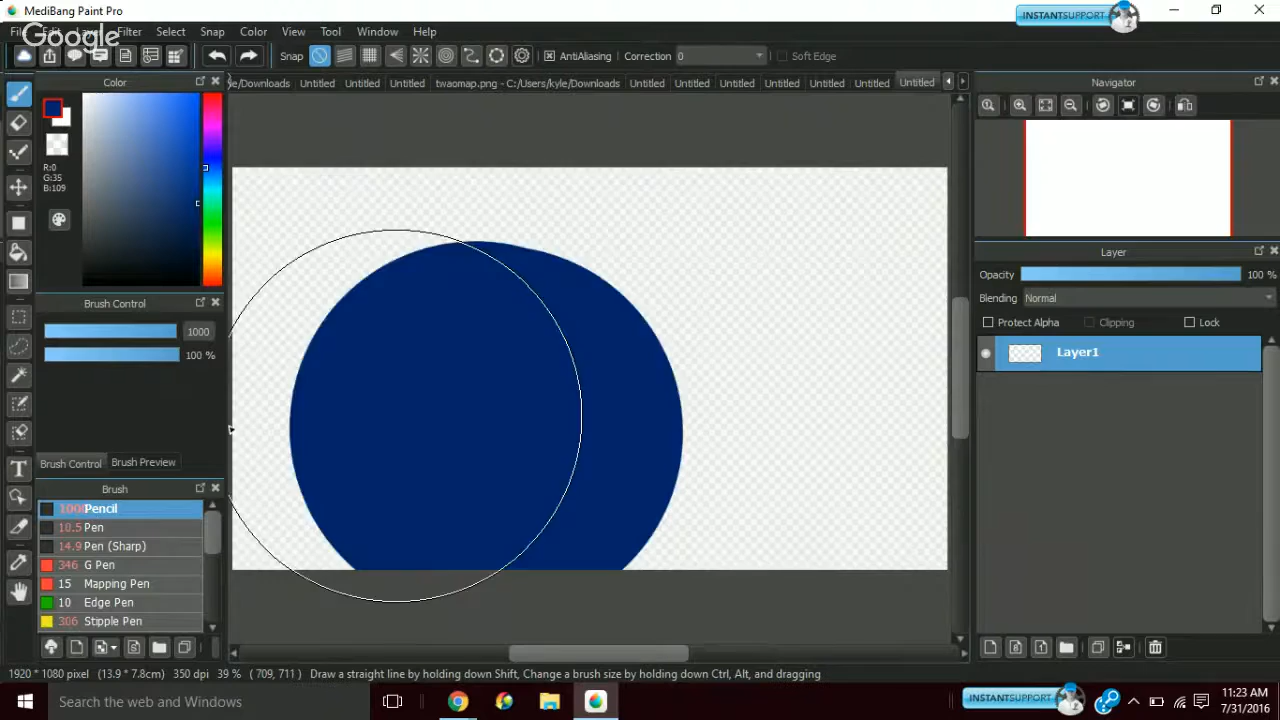 MediBang Paint Pro
INSTANTSUPPORT
File Edit Layer Filter Select Snap Color View Tool Window Help
Google
Snap AntiAliasing Correction 0 Soft Edge
Color
le/Downloads Untitled Untitled Untitled twaomap.png - C:/Users/kyle/Downloads Untitled Untitled Untitled Untitled Untitled Untitled Untitled
Navigator
R:0
G:35
B:109
Layer
Opacity 100 %
Blending Normal
Protect Alpha Clipping Lock
Layer1
Brush Control
1000
100 %
Brush Control Brush Preview
Brush
1000 Pencil
10.5 Pen
14.9 Pen (Sharp)
346 G Pen
15 Mapping Pen
10 Edge Pen
306 Stipple Pen
1920 * 1080 pixel (13.9 * 7.8cm) 350 dpi 39 % ( 709, 711) Draw a straight line by holding down Shift, Change a brush size by holding down Ctrl, Alt, and dragging
Search the web and Windows
INSTANTSUPPORT
11:23 AM
7/31/2016